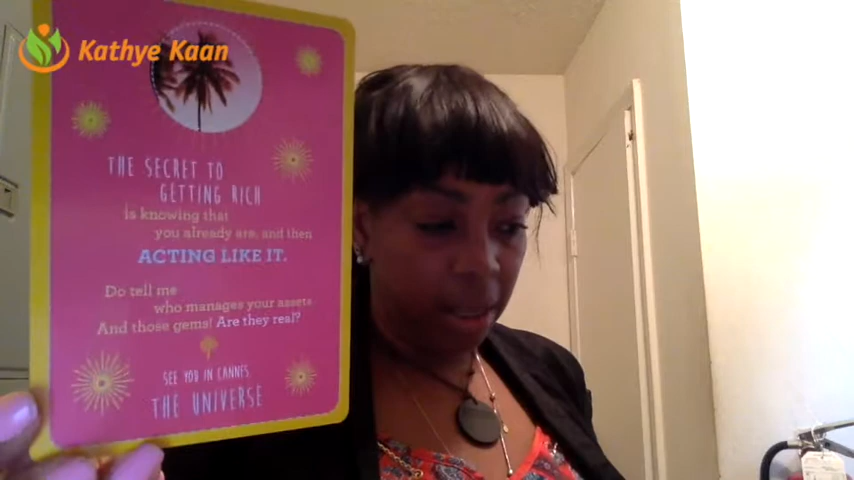 Kathye Kaan
THE SECRET TO
GETTING RICH
is knowing that
you already are, and then
ACTING LIKE IT.
Do tell me
who manages your assets
And those gems! Are they real?
SEE YOU IN CANNES.
THE UNIVERSE